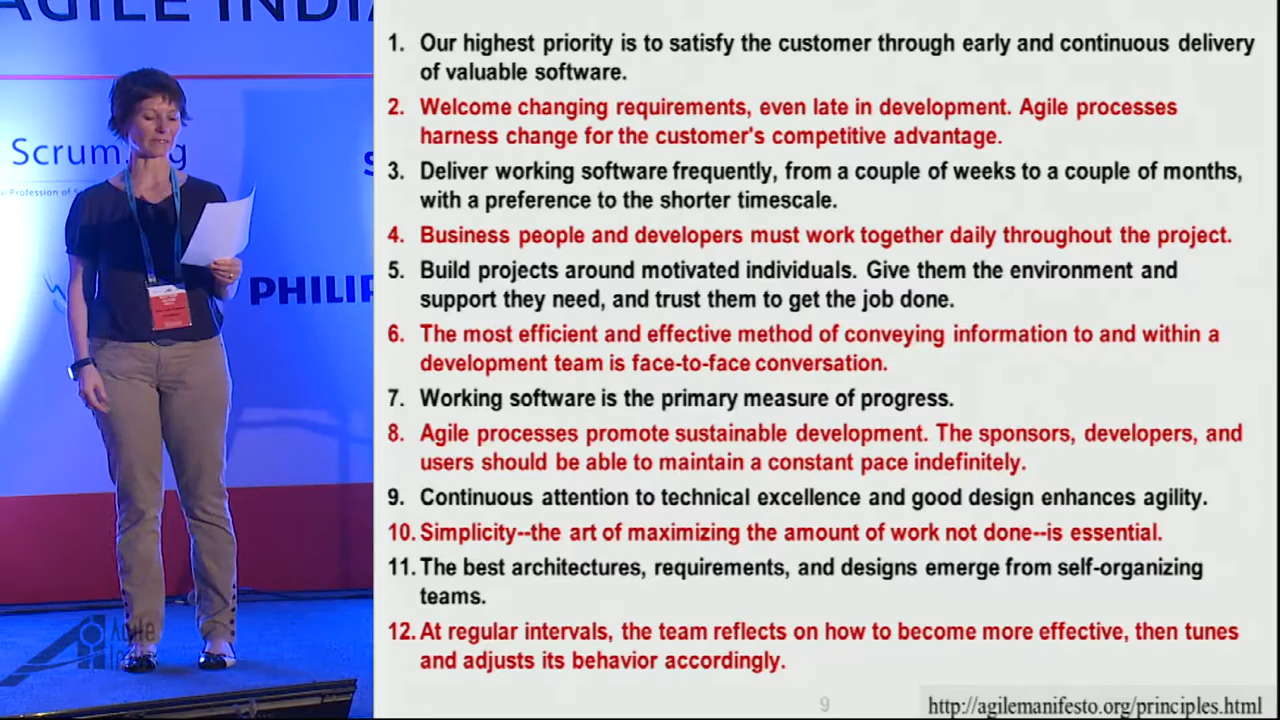 AGILE INDIA
Scrum.org
Profession of
PHILIP
Agile
1. Our highest priority is to satisfy the customer through early and continuous delivery
of valuable software.
2. Welcome changing requirements, even late in development. Agile processes
harness change for the customer's competitive advantage.
3. Deliver working software frequently, from a couple of weeks to a couple of months,
with a preference to the shorter timescale.
4. Business people and developers must work together daily throughout the project.
5. Build projects around motivated individuals. Give them the environment and
support they need, and trust them to get the job done.
6. The most efficient and effective method of conveying information to and within a
development team is face-to-face conversation.
7. Working software is the primary measure of progress.
8. Agile processes promote sustainable development. The sponsors, developers, and
users should be able to maintain a constant pace indefinitely.
9. Continuous attention to technical excellence and good design enhances agility.
10. Simplicity--the art of maximizing the amount of work not done--is essential.
11. The best architectures, requirements, and designs emerge from self-organizing
teams.
12. At regular intervals, the team reflects on how to become more effective, then tunes
and adjusts its behavior accordingly.
9
http://agilemanifesto.org/principles.html